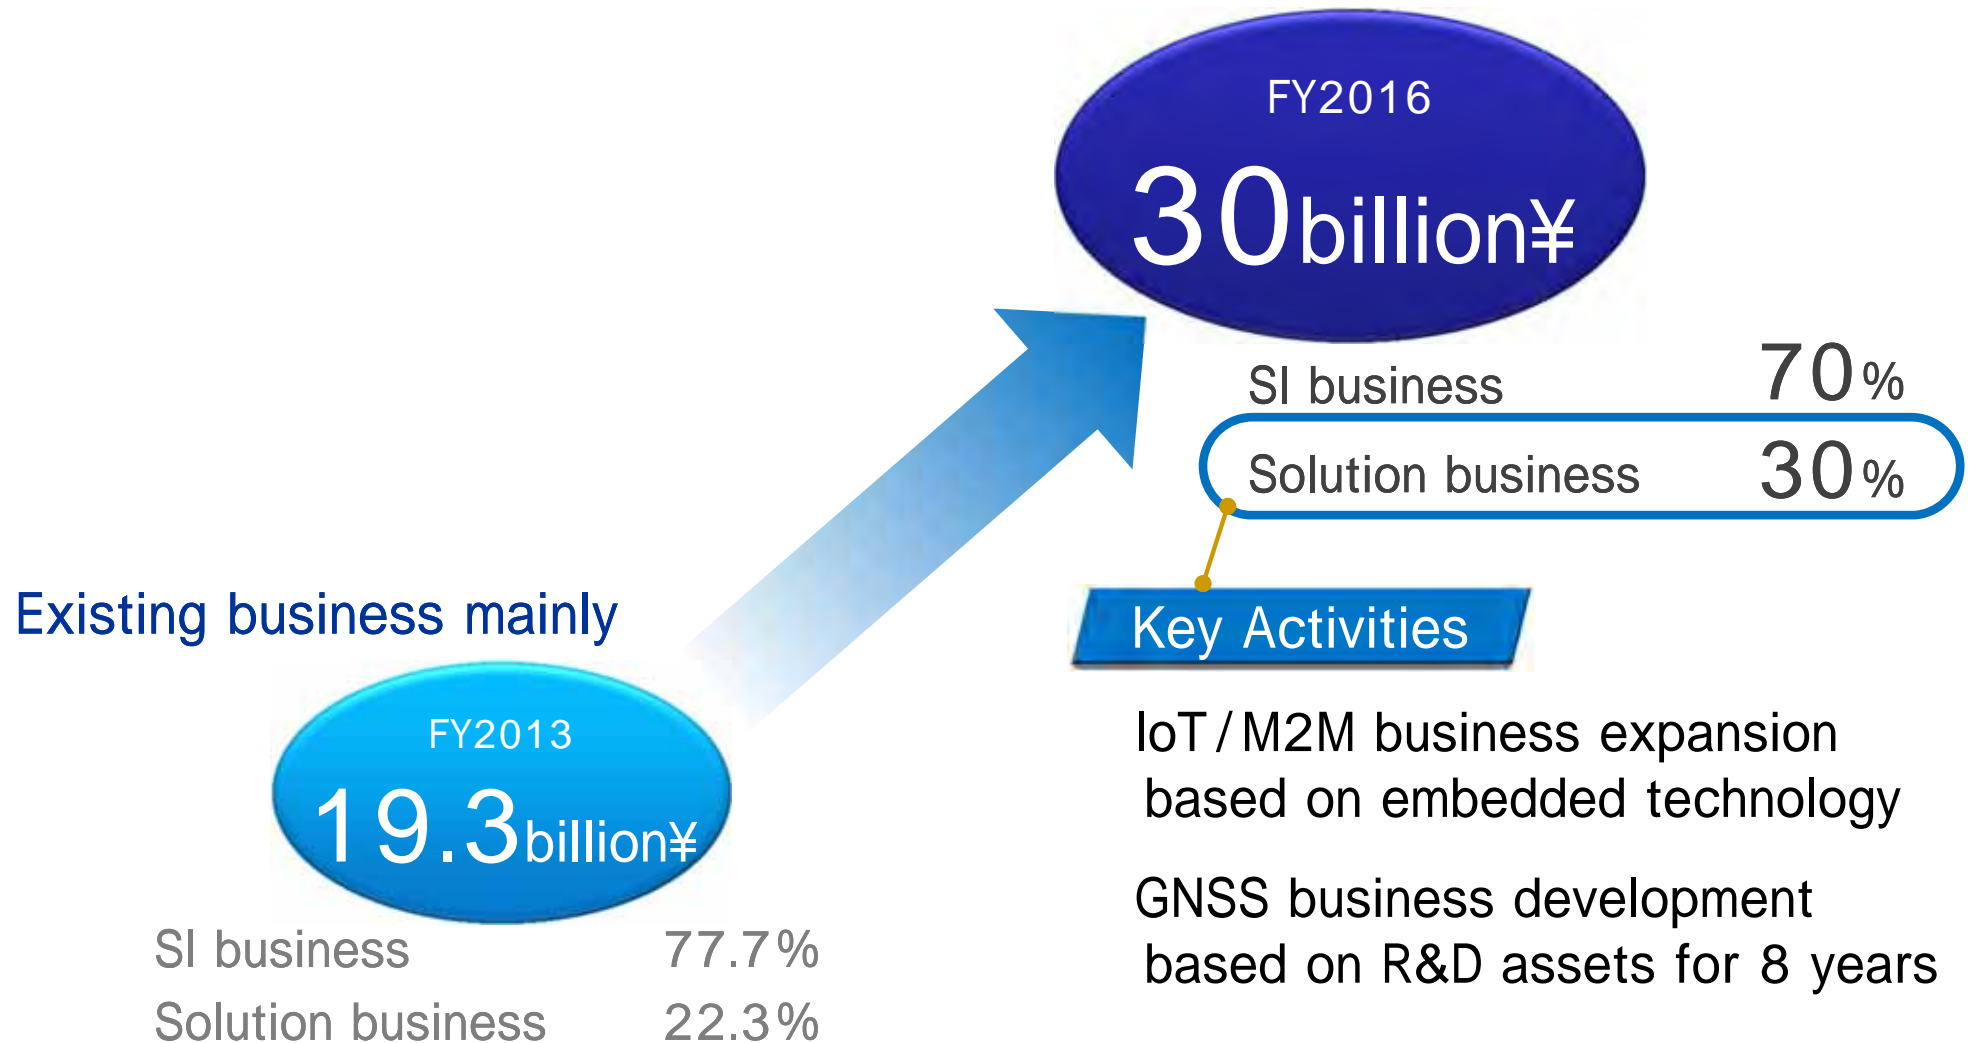 FY2016
30billion¥
SI business 70%
Solution business 30%
Key Activities
IoT/M2M business expansion
based on embedded technology
GNSS business development
based on R&D assets for 8 years
Existing business mainly
FY2013
19.3billion¥
SI business 77.7%
Solution business 22.3%